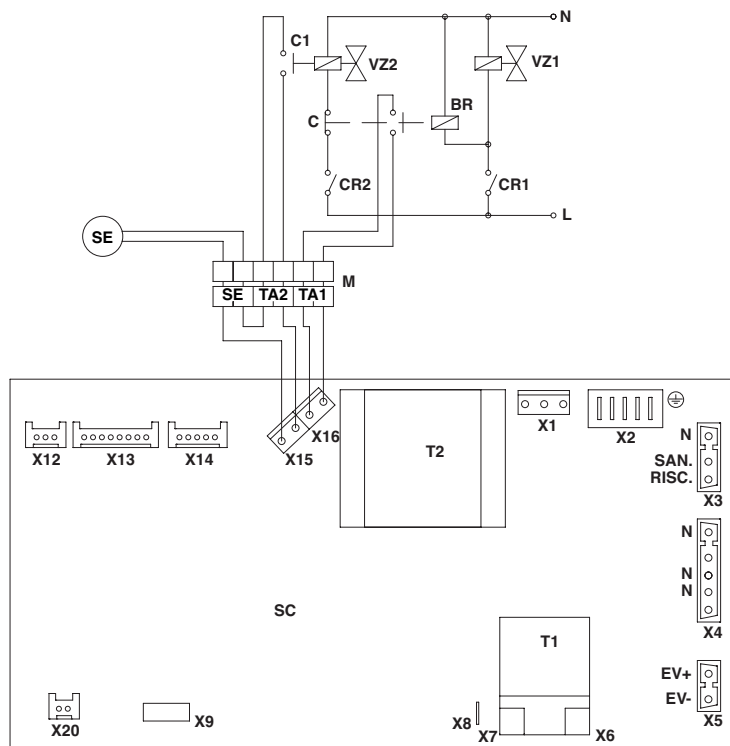 N
C1
VZ2
VZ1
BR
C
CR2
CR1
L
SE
M
SE TA2 TA1
X12
X13
X14
X15
X16
T2
X1
X2
N
SAN.
RISC.
X3
N
N
N
X4
SC
T1
EV+
EV-
X5
X20
X9
X8
X7
X6